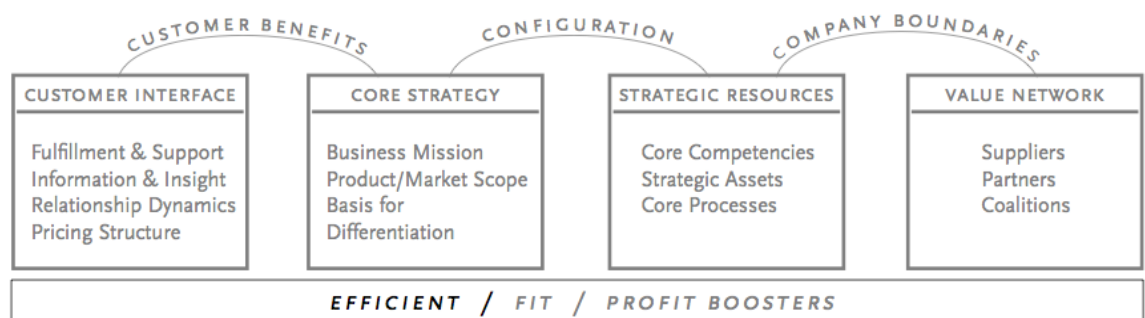 CUSTOMER BENEFITS
CONFIGURATION
COMPANY BOUNDARIES
CUSTOMER INTERFACE
Fulfillment & Support
Information & Insight
Relationship Dynamics
Pricing Structure
CORE STRATEGY
Business Mission
Product/Market Scope
Basis for
Differentiation
STRATEGIC RESOURCES
Core Competencies
Strategic Assets
Core Processes
VALUE NETWORK
Suppliers
Partners
Coalitions
EFFICIENT / FIT / PROFIT BOOSTERS